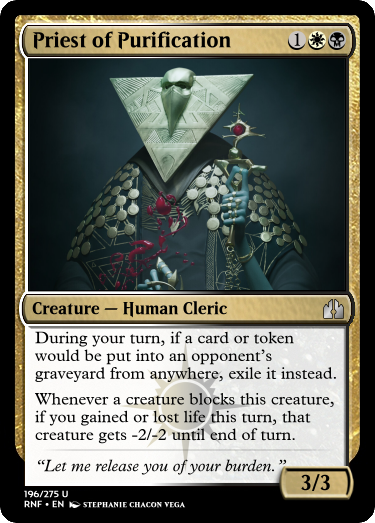 Priest of Purification 1
Creature — Human Cleric
During your turn, if a card or token
would be put into an opponent's
graveyard from anywhere, exile it instead.
Whenever a creature blocks this creature,
if you gained or lost life this turn, that
creature gets -2/-2 until end of turn.
“Let me release you of your burden.”
3/3
196/275 U
RNF • EN STEPHANIE CHACON VEGA